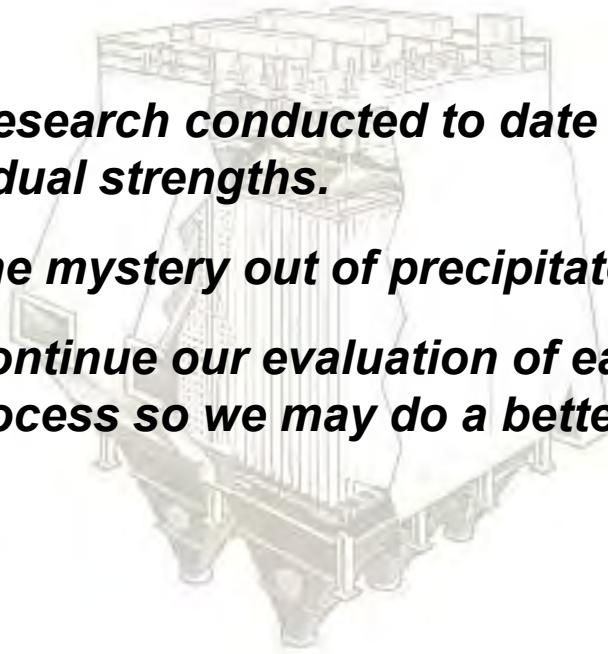 esearch conducted to date
dual strengths.
he mystery out of precipitat
ontinue our evaluation of ea
ocess so we may do a bette